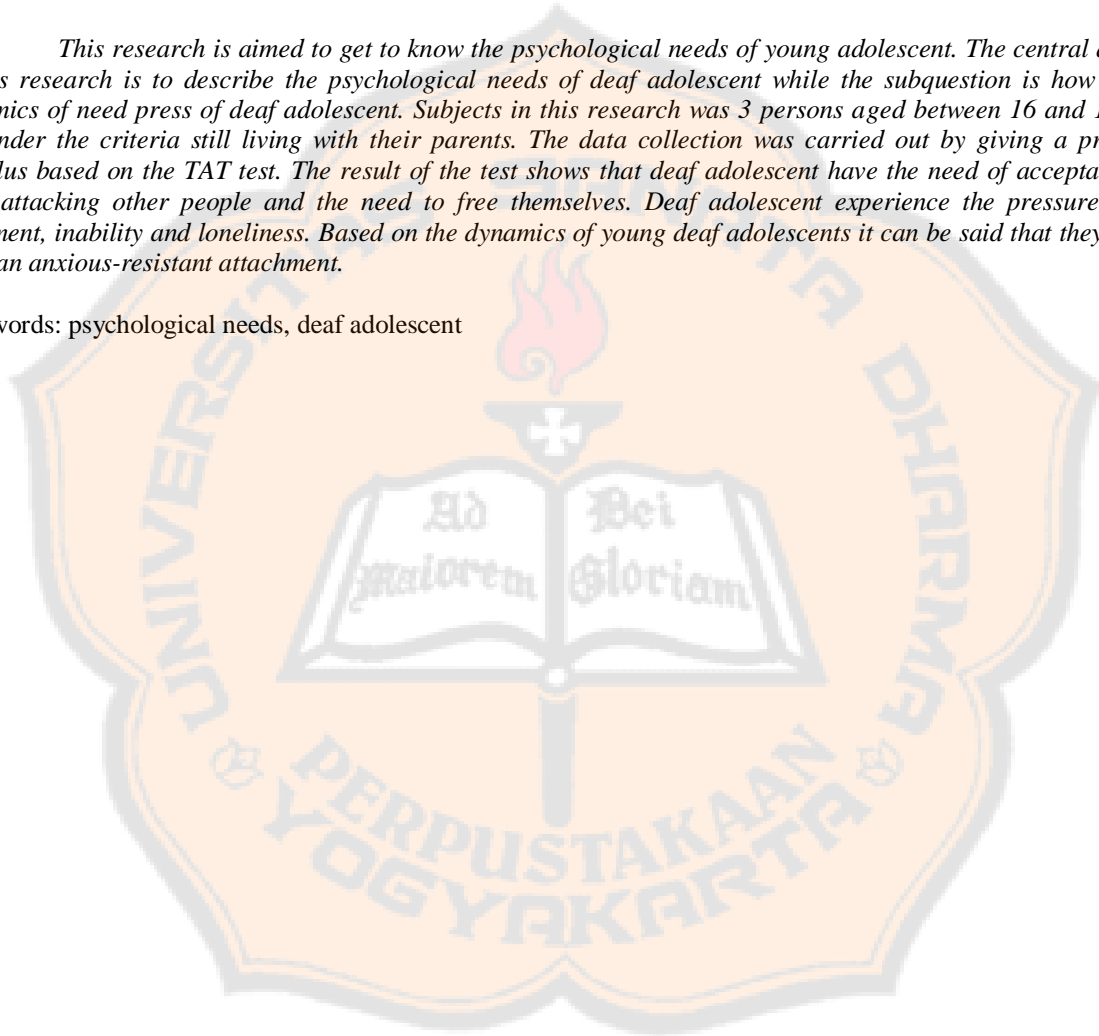 This research is aimed to get to know the psychological needs of young adolescent. The central
s research is to describe the psychological needs of deaf adolescent while the subquestion is how
mics of need press of deaf adolescent. Subjects in this research was 3 persons aged between 16 and 1
nder the criteria still living with their parents. The data collection was carried out by giving a pr
lus based on the TAT test. The result of the test shows that deaf adolescent have the need of accepta
attacking other people and the need to free themselves. Deaf adolescent experience the pressure
ment, inability and loneliness. Based on the dynamics of young deaf adolescents it can be said that they
an anxious-resistant attachment.
words: psychological needs, deaf adolescent
UNIVERSITAS SANATA DHARMA
Ad Maiorem
Bei Gloriam
PERPUSTAKAAN
YOGYAKARTA